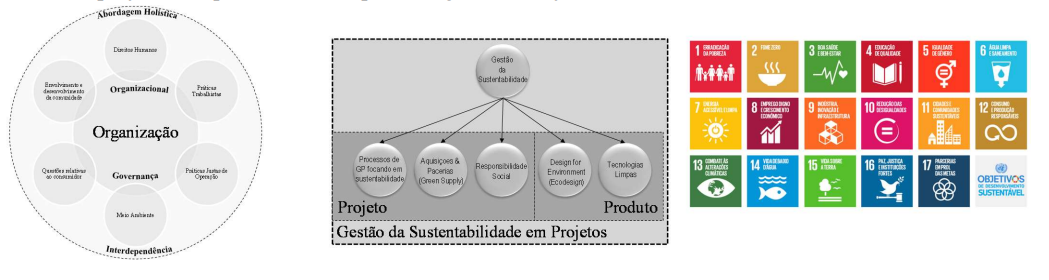 Abordagem Holística
Direitos Humanos
Envolvimento e
desenvolvimento
da comunidade
Organizacional
Práticas
Trabalhistas
Organização
Questões relativas
ao consumidor
Governança
Políticas Justas de
Operação
Meio Ambiente
Interdependência
Gestão
da
Sustentabilidade
Processos de
GP focando em
sustentabilidade
Aquisiçoes &
Pacerias
(Green Supply)
Responsibilidade
Social
Design for
Environment
(Ecodesign)
Tecnologias
Limpas
Projeto
Produto
Gestão da Sustentabilidade em Projetos
1 ERRADICAÇÃO
DA POBREZA
2 FOME ZERO
3 BOA SAÚDE
E BEM-ESTAR
4 EDUCAÇÃO
DE QUALIDADE
5 IGUALDADE
DE GÊNERO
6 ÁGUA LIMPA
E SANEAMENTO
7 ENERGIA
ACESSÍVEL E LIMPA
8 EMPREGO DIGNO
E CRESCIMENTO
ECONÔMICO
9 INDÚSTRIA,
INOVAÇÃO E
INFRAESTRUTURA
10 REDUÇÃO DAS
DESIGUALDADES
11 CIDADES E
COMUNIDADES
SUSTENTÁVEIS
12 CONSUMO
E PRODUÇÃO
RESPONSÁVEIS
13 COMBATE ÀS
ALTERAÇÕES
CLIMÁTICAS
14 VIDA DEBAIXO
D'ÁGUA
15 VIDA SOBRE
A TERRA
16 PAZ, JUSTIÇA
E INSTITUIÇÕES
FORTES
17 PARCERIAS
EM PROL
DAS METAS
OBJETIVOS
DE DESENVOLVIMENTO
SUSTENTÁVEL